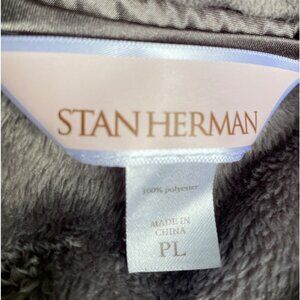 STAN HERMAN
100% polyester
MADE IN
CHINA
PL